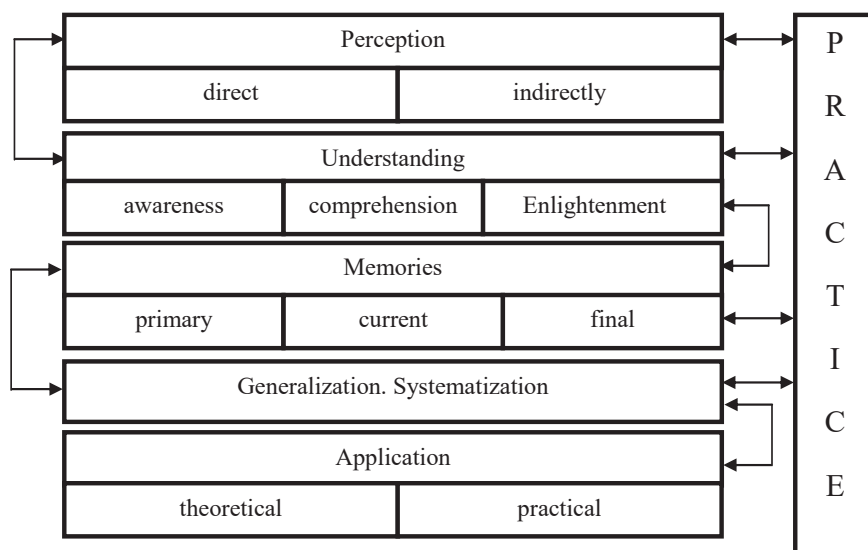 Perception
direct indirectly
Understanding
awareness comprehension Enlightenment
Memories
primary current final
Generalization. Systematization
Application
theoretical practical
P
R
A
C
T
I
C
E